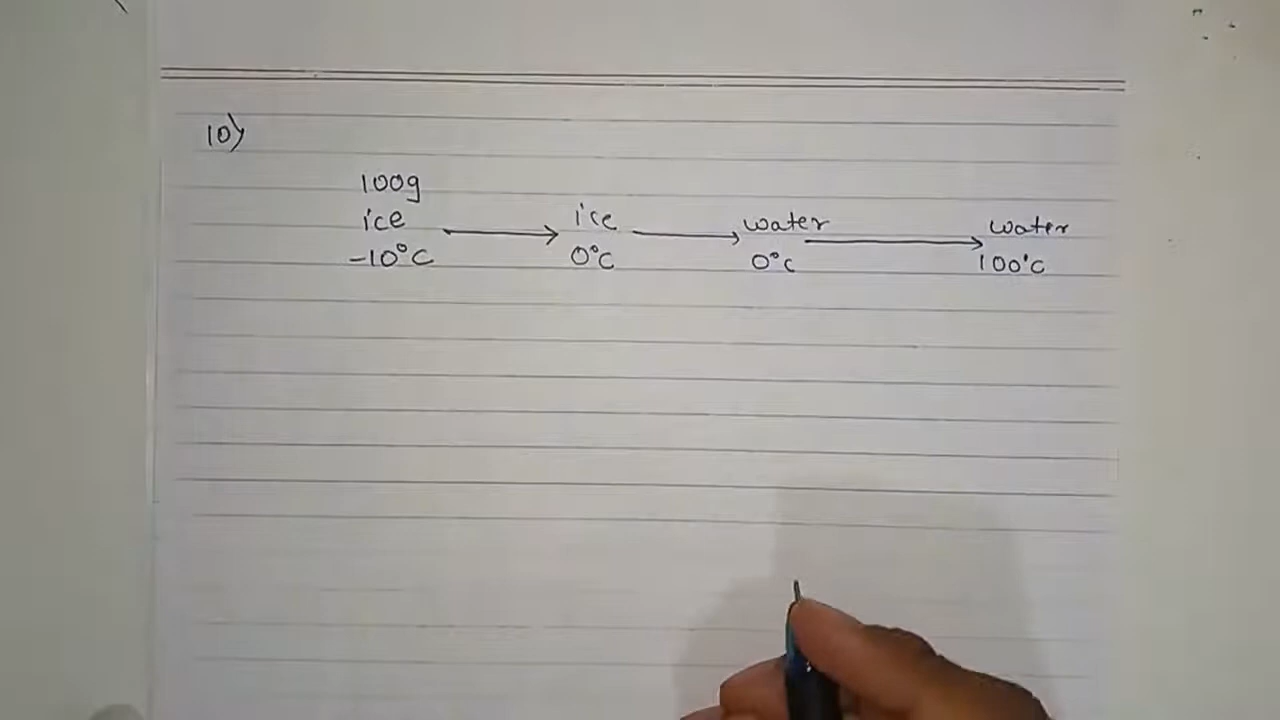 10)
100g
ice → ice → water → water
-10°C 0°C 0°C 100°C